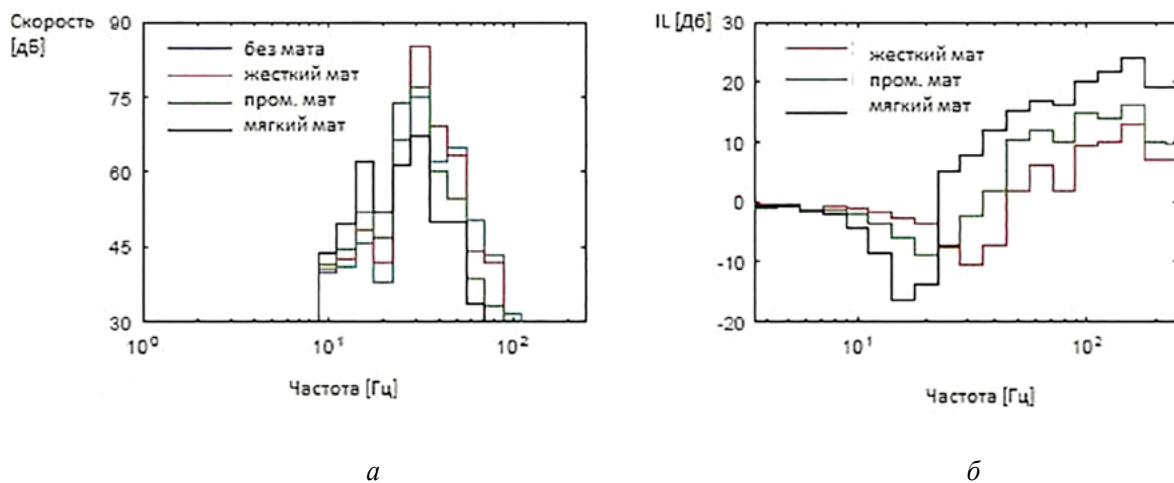 Скорость
[дБ]
90
75
60
45
30
без мата
жесткий мат
пром. мат
мягкий мат
10⁰
10¹
10²
Частота [Гц]
а
IL [Дб]
30
20
10
0
-10
-20
жесткий мат
пром. мат
мягкий мат
10¹
10²
Частота [Гц]
б